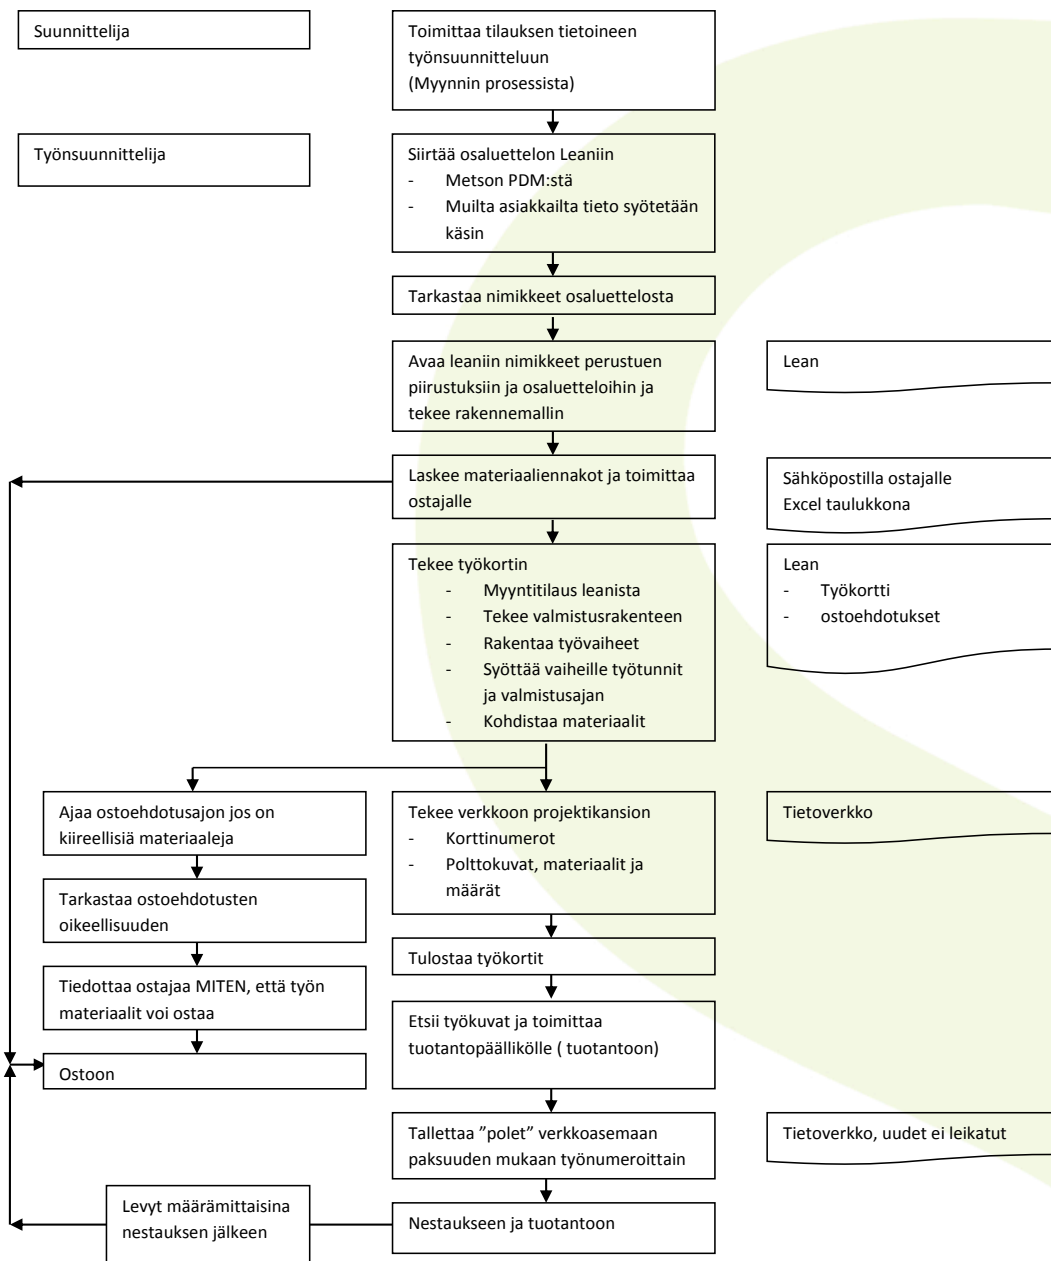 Suunnittelija
Toimittaa tilauksen tietoineen
työnsuunnitteluun
(Myynnin prosessista)
Työnsuunnittelija
Siirtää osaluettelon Leaniin
- Metson PDM:stä
- Muilta asiakkailta tieto syötetään
käsin
Tarkastaa nimikkeet osaluettelosta
Avaa leaniin nimikkeet perustuen
piirustuksiin ja osaluetteloihin ja
tekee rakennemallin
Lean
Laskee materiaaliennakot ja toimittaa
ostajalle
Sähköpostilla ostajalle
Excel taulukkona
Tekee työkortin
- Myyntitilaus leanista
- Tekee valmistusrakenteen
- Rakentaa työvaiheet
- Syöttää vaiheille työtunnit
ja valmistusajan
- Kohdistaa materiaalit
Lean
- Työkortti
- ostoehdotukset
Ajaa ostoehdotusajon jos on
kiireellisiä materiaaleja
Tekee verkkoon projektikansion
- Korttinumerot
- Polttokuvat, materiaalit ja
määrät
Tietoverkko
Tarkastaa ostoehdotusten
oikeellisuuden
Tulostaa työkortit
Tiedottaa ostajaa MITEN, että työn
materiaalit voi ostaa
Etsii työkuvat ja toimittaa
tuotantopäällikölle ( tuotantoon)
Ostoon
Tallettaa ”polet” verkkoasemaan
paksuuden mukaan työnumeroittain
Tietoverkko, uudet ei leikatut
Levyt määrämittaisina
nestauksen jälkeen
Nestaukseen ja tuotantoon